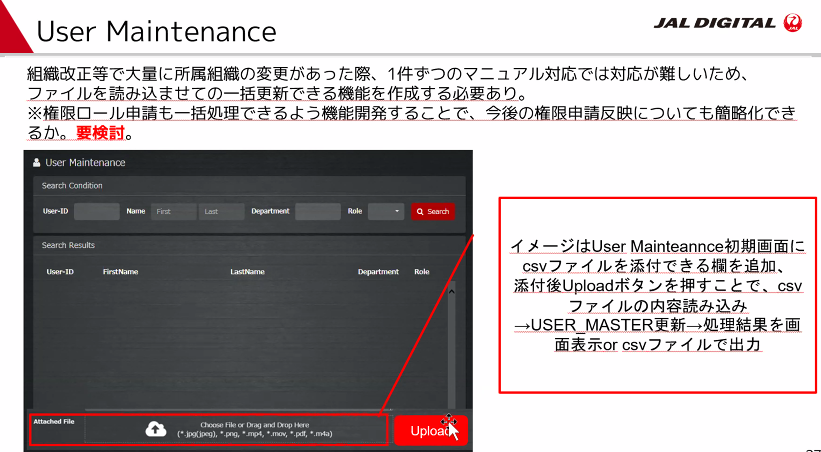 User Maintenance
JAL DIGITAL
JAL
組織改正等で大量に所属組織の変更があった際、1件ずつのマニュアル対応では対応が難しいため、
ファイルを読み込ませての一括更新できる機能を作成する必要あり。
※権限ロール申請も一括処理できるよう機能開発することで、今後の権限申請反映についても簡略化でき
るか。要検討。
User Maintenance
Search Condition
User-ID Name First Last Department Role Search
Search Results
User-ID FirstName LastName Department Role
Attached File
Choose File or Drag and Drop Here
(*.jpg(jpeg), *.png, *.mp4, *.mov, *.pdf, *.m4a)
Upload
イメージはUser Mainteannce初期画面に
csvファイルを添付できる欄を追加、
添付後Uploadボタンを押すことで、csv
ファイルの内容読み込み
→USER_MASTER更新→処理結果を画
面表示or csvファイルで出力